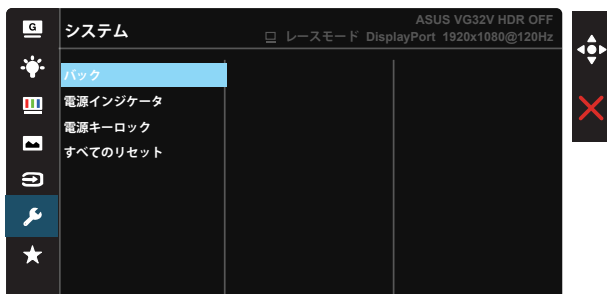 G
システム
ASUS VG32V HDR OFF
レースモード DisplayPort 1920x1080@120Hz
バック
電源インジケータ
電源キーロック
すべてのリセット